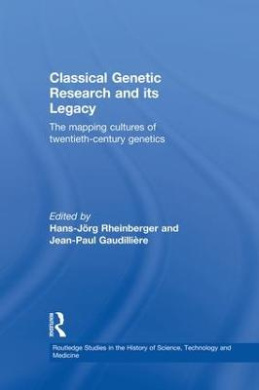 Classical Genetic Research and its
Legacy
The mapping cultures of
twentieth-century genetics
Edited by
Hans-Jörg Rheinberger and
Jean-Paul Gaudillière
ROUTLEDGE
Routledge Studies in the History of Science, Technology and
Medicine